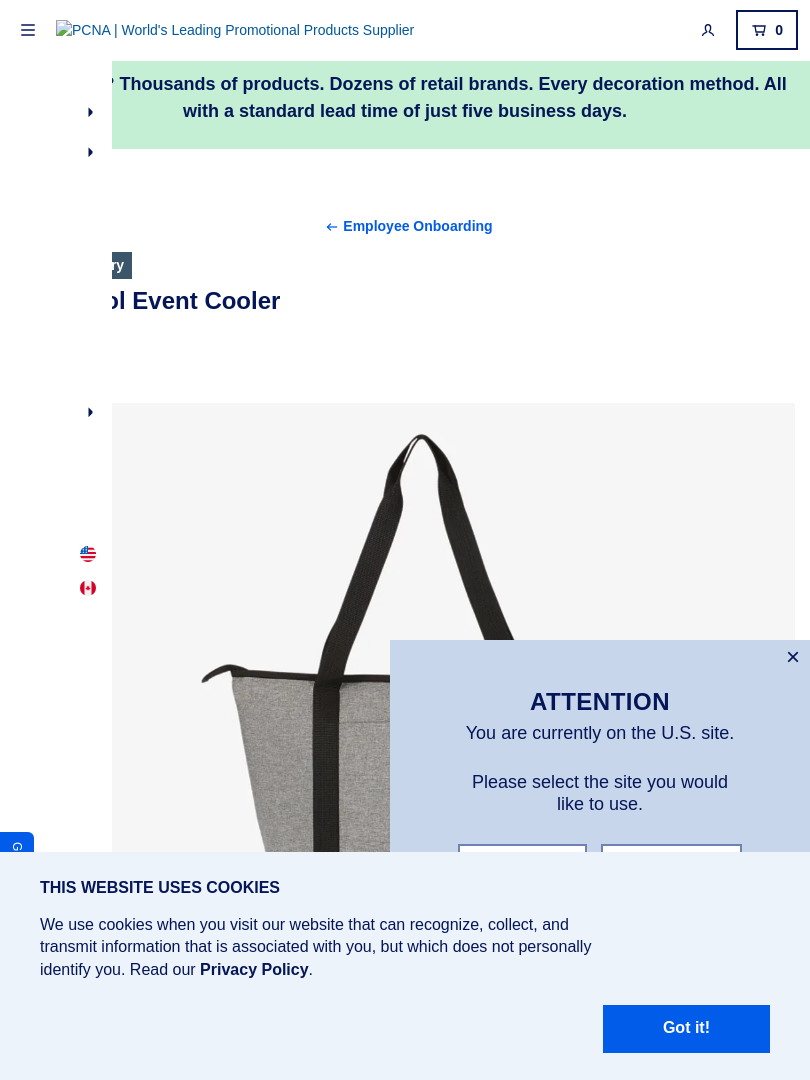 PCNA | World's Leading Promotional Products Supplier
0
? Thousands of products. Dozens of retail brands. Every decoration method. All
with a standard lead time of just five business days.
Employee Onboarding
ry
ol Event Cooler
ATTENTION
You are currently on the U.S. site.
Please select the site you would
like to use.
G
THIS WEBSITE USES COOKIES
We use cookies when you visit our website that can recognize, collect, and
transmit information that is associated with you, but which does not personally
identify you. Read our Privacy Policy.
Got it!